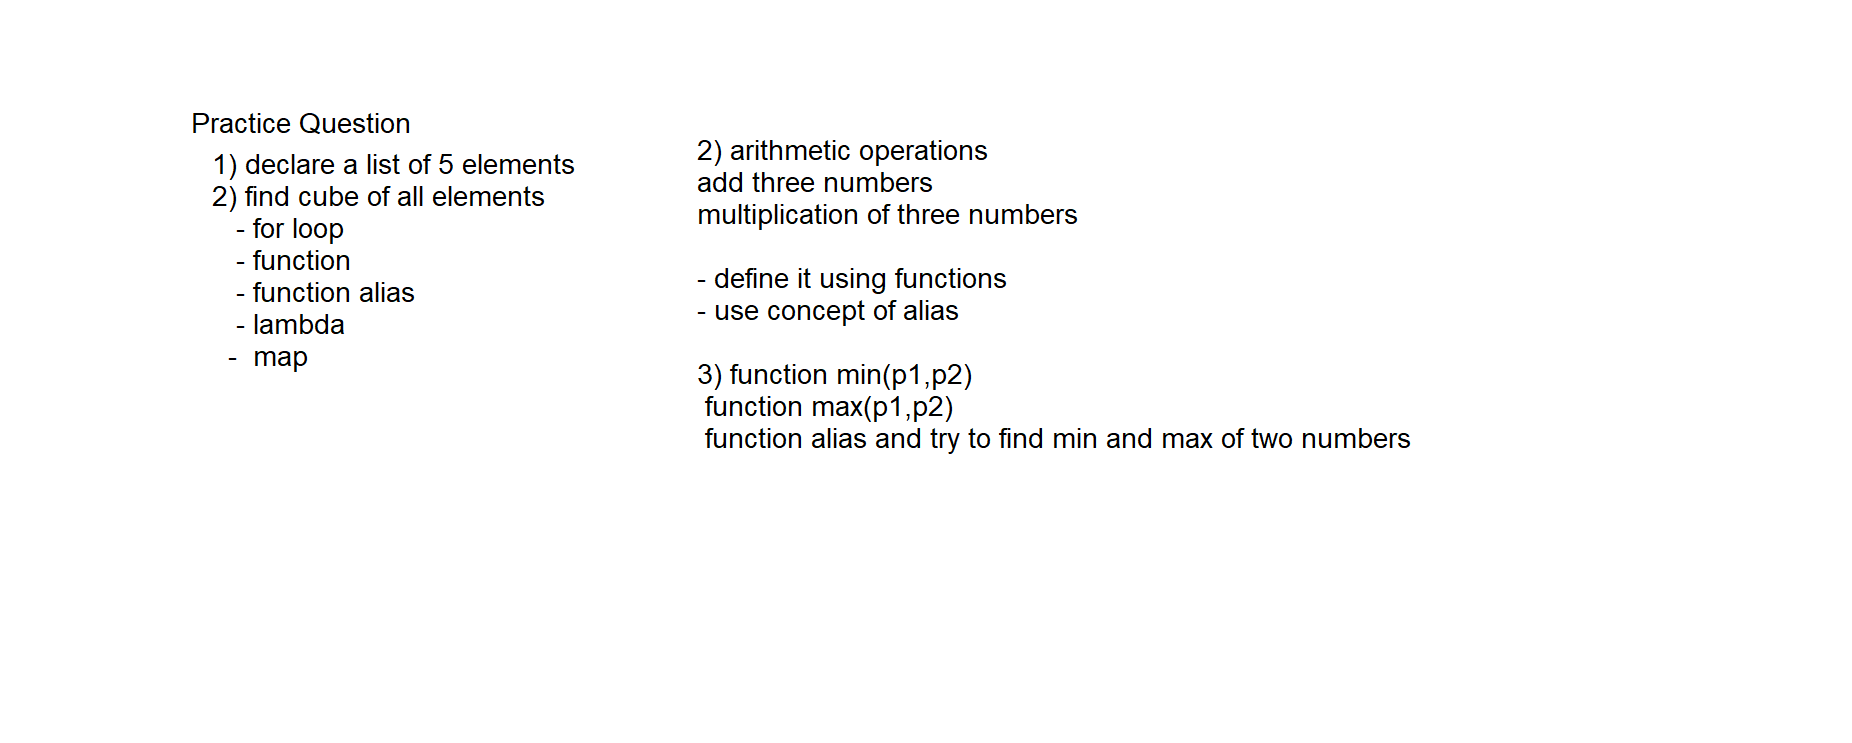 Practice Question
1) declare a list of 5 elements
2) find cube of all elements
- for loop
- function
- function alias
- lambda
- map
2) arithmetic operations
add three numbers
multiplication of three numbers
- define it using functions
- use concept of alias
3) function min(p1,p2)
function max(p1,p2)
function alias and try to find min and max of two numbers